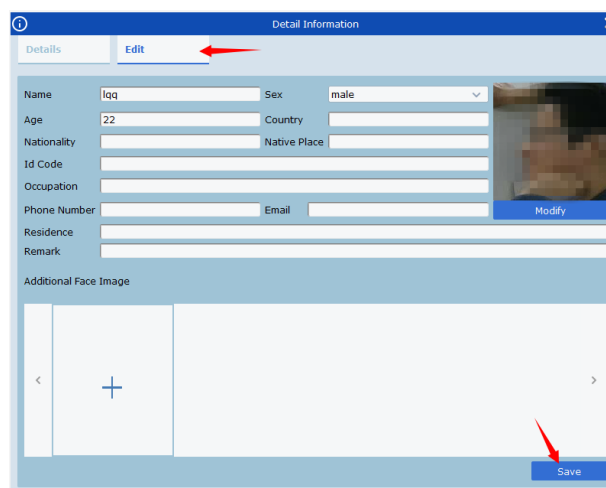 Detail Information
Details Edit
Name lqq Sex male
Age 22 Country
Nationality Native Place
Id Code
Occupation
Phone Number Email Modify
Residence
Remark
Additional Face Image
Save